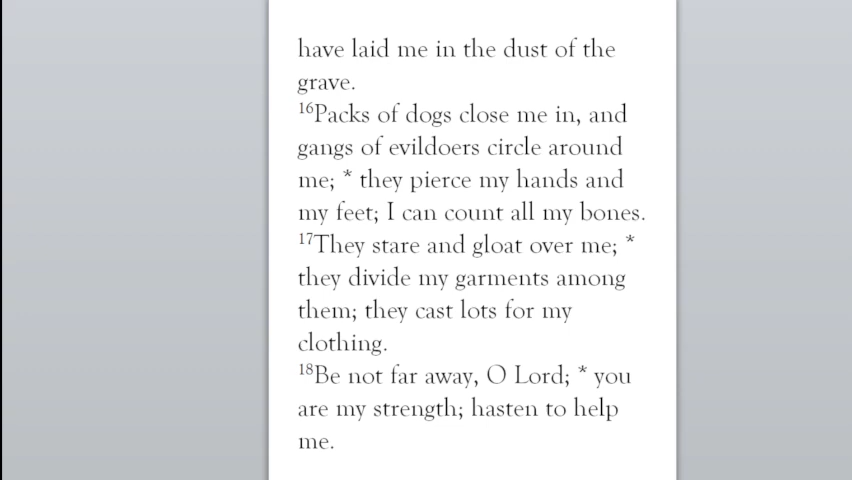 have laid me in the dust of the
grave.
16Packs of dogs close me in, and
gangs of evildoers circle around
me; * they pierce my hands and
my feet; I can count all my bones.
17They stare and gloat over me; *
they divide my garments among
them; they cast lots for my
clothing.
18Be not far away, O Lord; * you
are my strength; hasten to help
me.